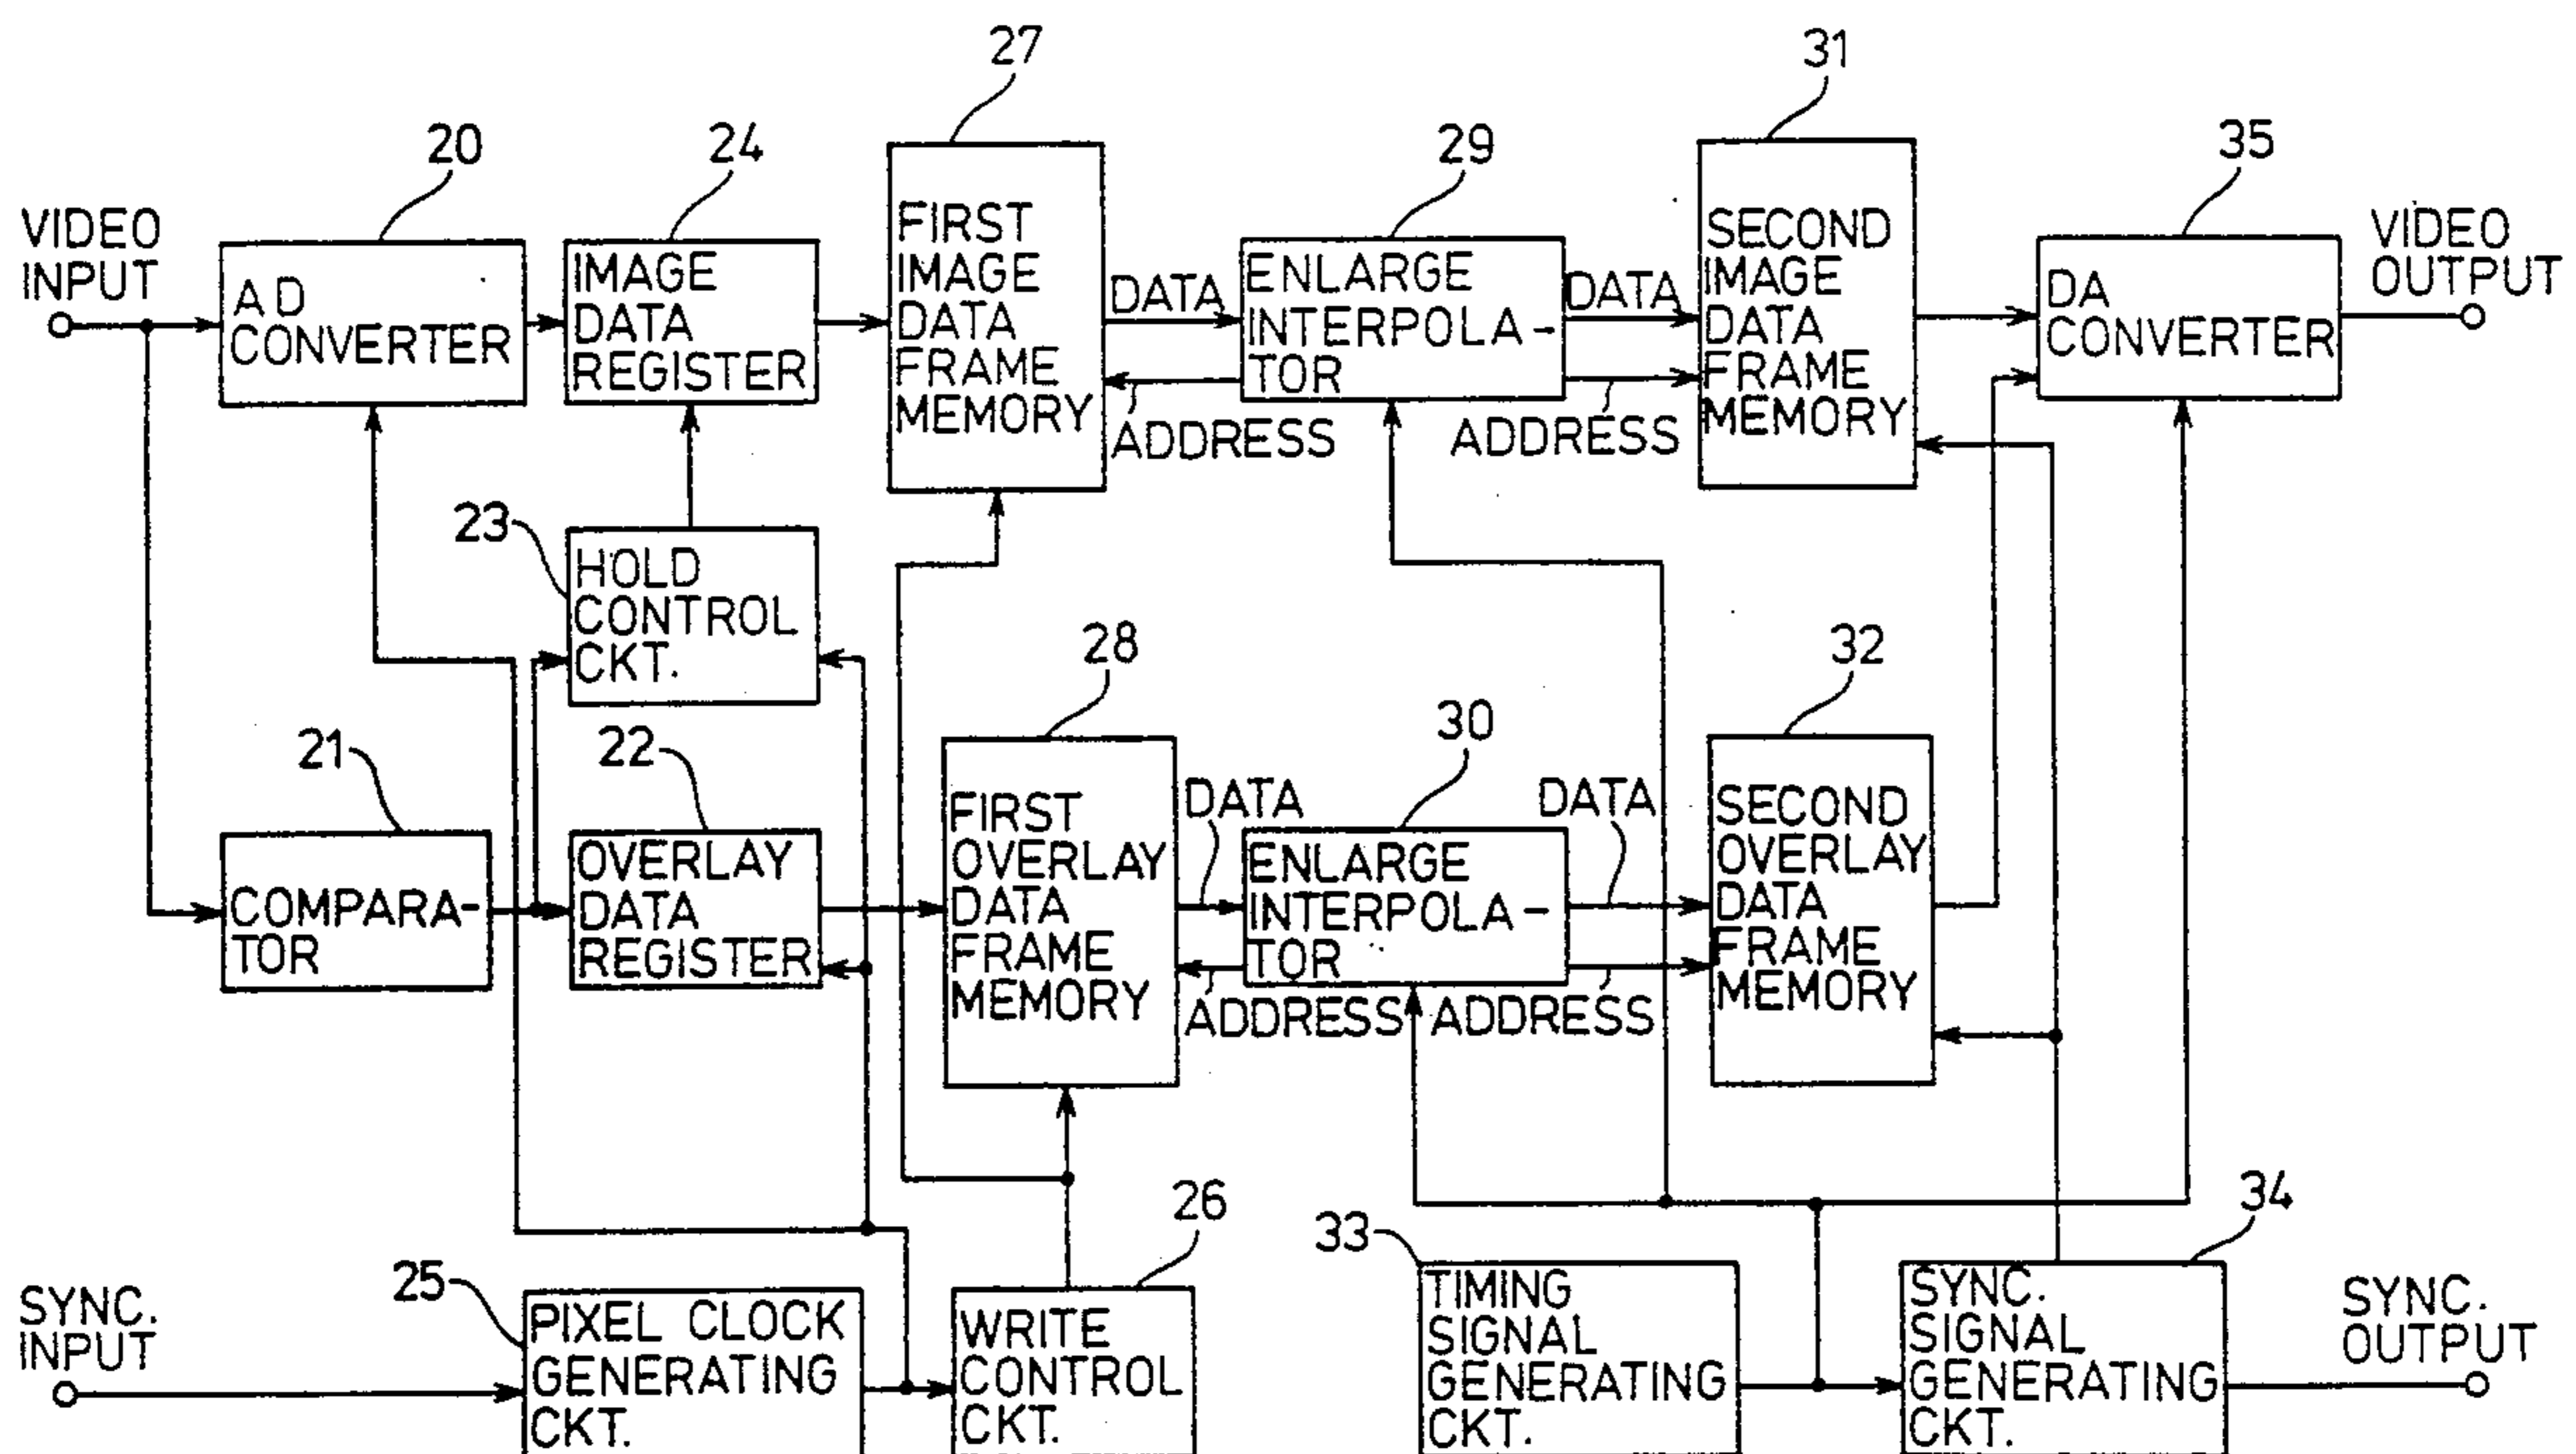 27
31
20
24
29
35
VIDEO
INPUT
AD
CONVERTER
IMAGE
DATA
REGISTER
FIRST
IMAGE
DATA
FRAME
MEMORY
DATA
ADDRESS
ENLARGE
INTERPOLA-
TOR
DATA
ADDRESS
SECOND
IMAGE
DATA
FRAME
MEMORY
DA
CONVERTER
VIDEO
OUTPUT
23
HOLD
CONTROL
CKT.
28
32
21
22
30
COMPARA-
TOR
OVERLAY
DATA
REGISTER
FIRST
OVERLAY
DATA
FRAME
MEMORY
DATA
ADDRESS
ENLARGE
INTERPOLA-
TOR
DATA
ADDRESS
SECOND
OVERLAY
DATA
FRAME
MEMORY
25
26
33
34
SYNC.
INPUT
PIXEL CLOCK
GENERATING
CKT.
WRITE
CONTROL
CKT.
TIMING
SIGNAL
GENERATING
CKT.
SYNC.
SIGNAL
GENERATING
CKT.
SYNC.
OUTPUT